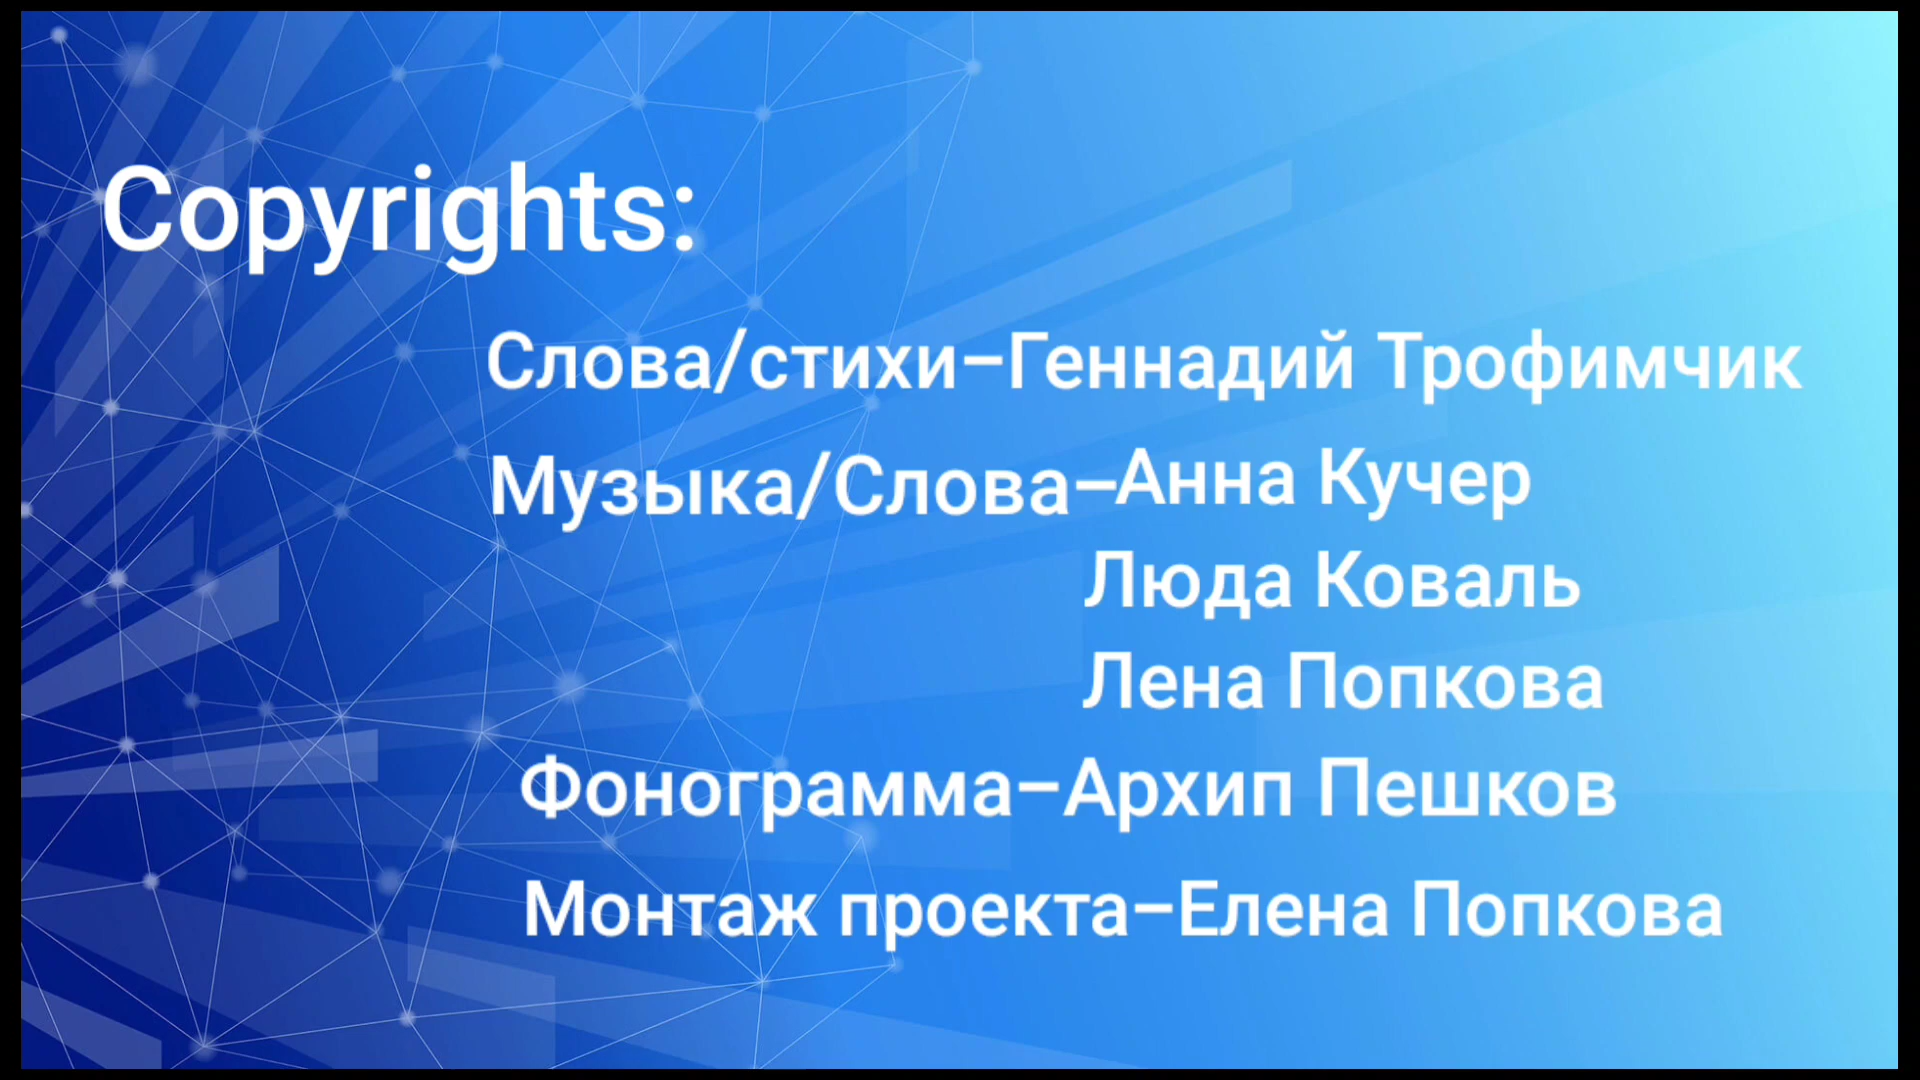 Copyrights:
Слова/стихи–Геннадий Трофимчик
Музыка/Слова–Анна Кучер
Люда Коваль
Лена Попкова
Фонограмма–Архип Пешков
Монтаж проекта–Елена Попкова